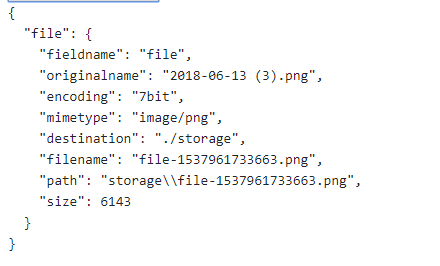 {
"file": {
"fieldname": "file",
"originalname": "2018-06-13 (3).png",
"encoding": "7bit",
"mimetype": "image/png",
"destination": "./storage",
"filename": "file-1537961733663.png",
"path": "storage\\file-1537961733663.png",
"size": 6143
}
}